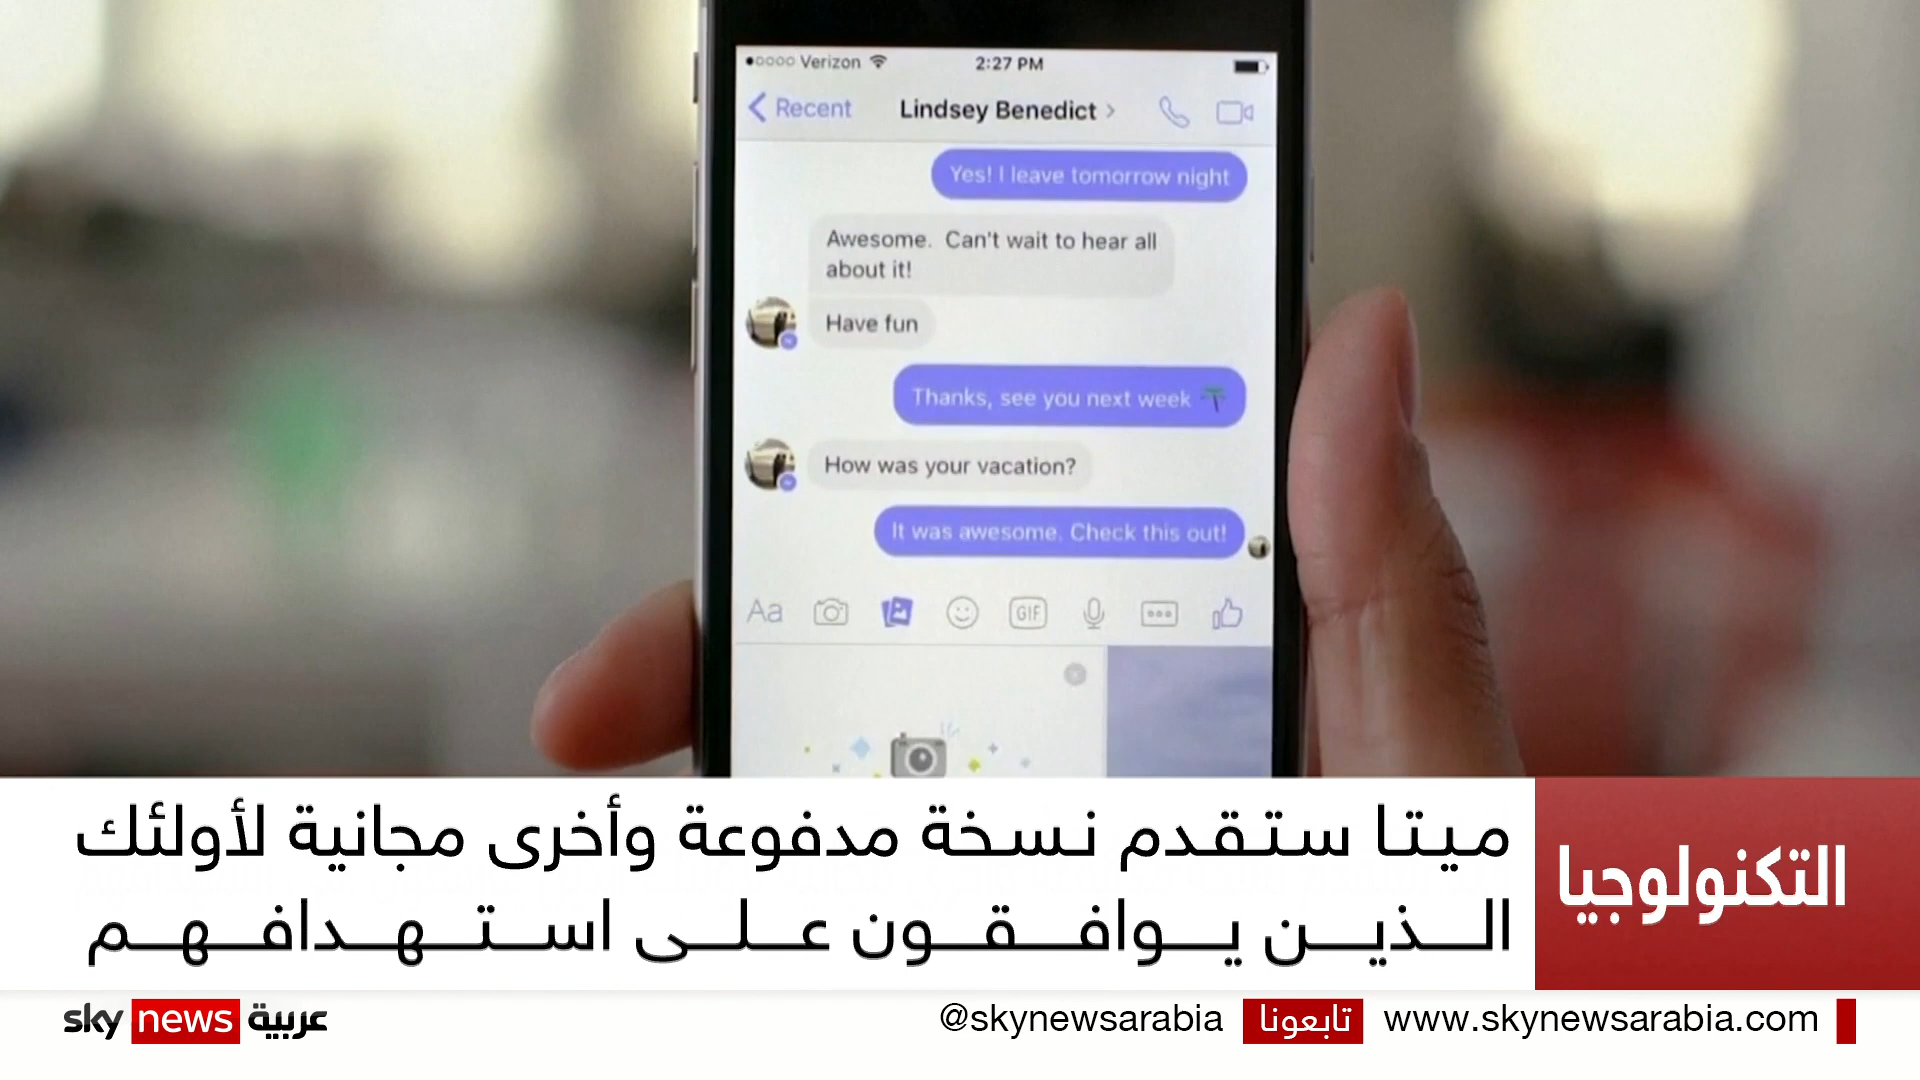 Verizon 2:27 PM
Recent Lindsey Benedict
Yes! I leave tomorrow night
Awesome. Can't wait to hear all
about it!
Have fun
Thanks, see you next week
How was your vacation?
It was awesome. Check this out!
Aa GIF
التكنولوجيا
ميتا ستقدم نسخة مدفوعة وأخرى مجانية لأولئك
الذين يوافقون على استهدافهم
sky news عربية
@skynewsarabia تابعونا www.skynewsarabia.com